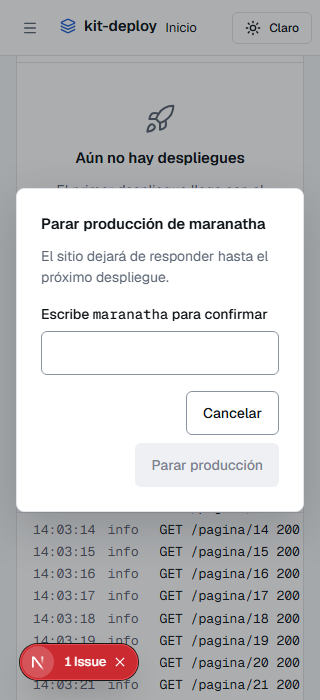 kit-deploy Inicio Claro
Aún no hay despliegues
Parar producción de maranatha
El sitio dejará de responder hasta el
próximo despliegue.
Escribe maranatha para confirmar
Cancelar
Parar producción
14:03:14 info GET /pagina/14 200
14:03:15 info GET /pagina/15 200
14:03:16 info GET /pagina/16 200
14:03:17 info GET /pagina/17 200
14:03:18 info GET /pagina/18 200
14:03:19 info GET /pagina/19 200
GET /pagina/20 200
14:03:21 info GET /pagina/21 200
N 1 Issue